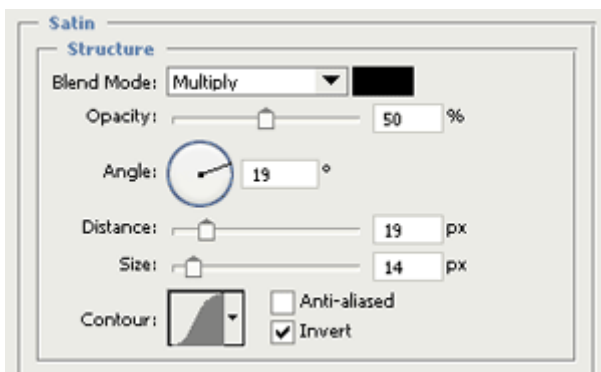 Satin
Structure
Blend Mode: Multiply
Opacity: 50 %
Angle: 19 °
Distance: 19 px
Size: 14 px
Contour:
Anti-aliased
Invert